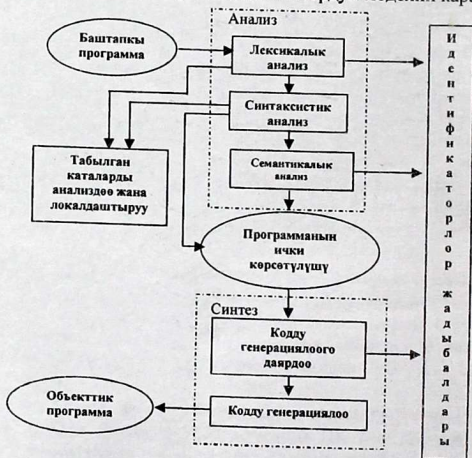 Анализ
Баштапкы
программа
Лексикалык
анализ
Синтаксистик
анализ
Семантикалык
анализ
Табылган
каталарды
анализдөө жана
локалдаштыруу
Программанын
ички
көрсөтүлүшү
Синтез
Кодду
генерациялоого
даярдоо
Кодду генерациялоо
Объекттик
программа
Идентификаторлор жадыбалдары